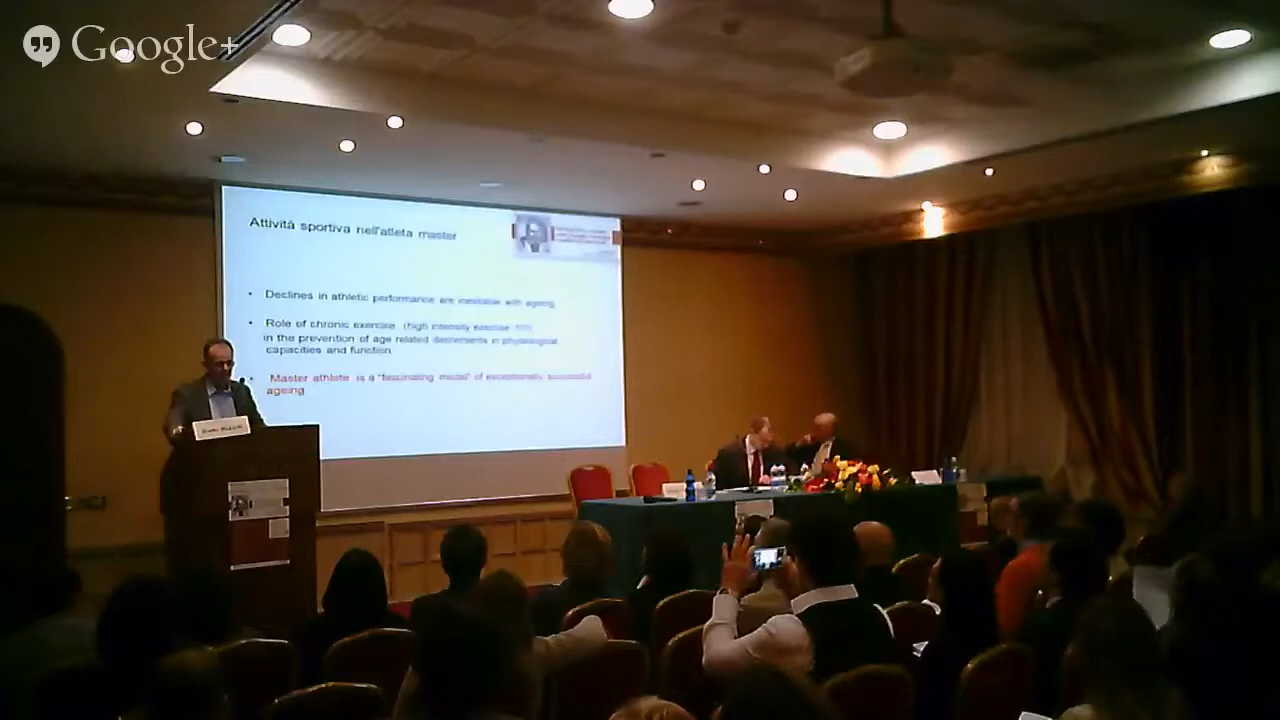 Google+
Attività sportiva nell'atleta master
• Declines in athletic performance are inevitable with ageing
• Role of chronic exercise (high intensity exercise !!!)
in the prevention of age related decrements in physiological
capacities and function
• Master athlete is a "fascinating model" of exceptionally successful
ageing